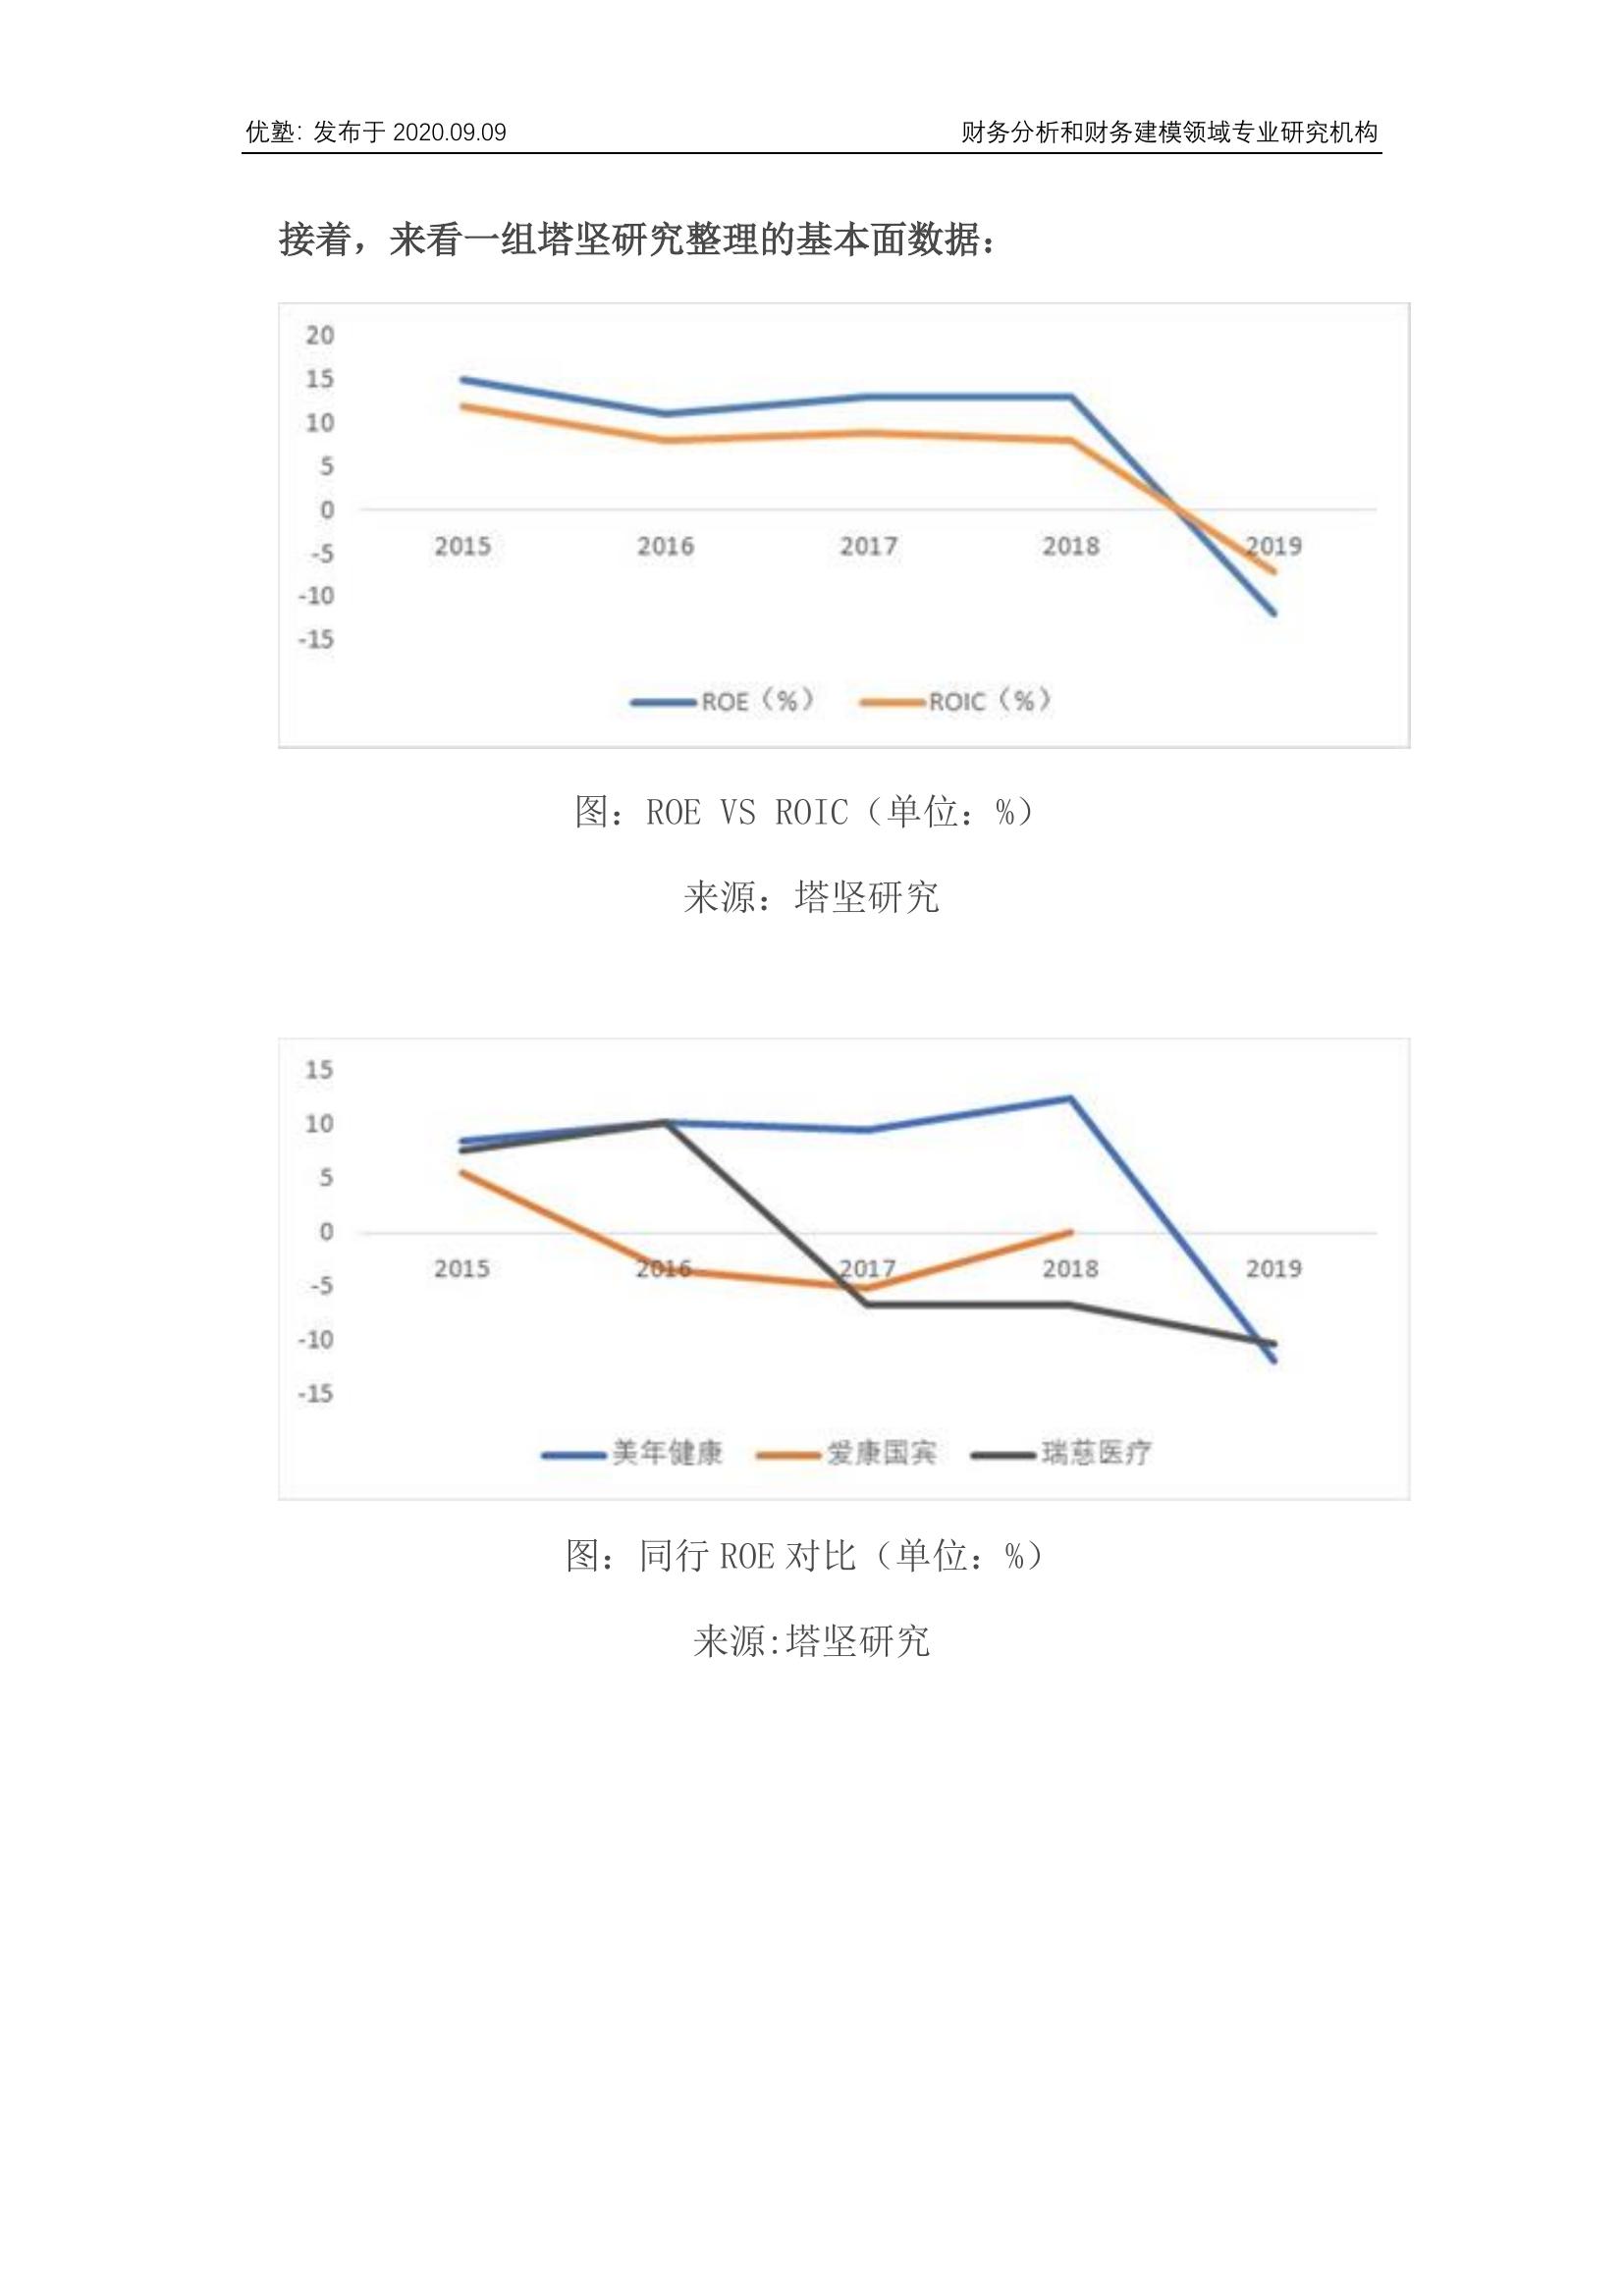 优塾：发布于 2020.09.09
财务分析和财务建模领域专业研究机构
接着，来看一组塔坚研究整理的基本面数据：
20
15
10
5
0
-5
-10
-15
2015 2016 2017 2018 2019
ROE（%） ROIC（%）
图：ROE VS ROIC（单位：%）
来源：塔坚研究
15
10
5
0
-5
-10
-15
2015 2016 2017 2018 2019
美年健康 爱康国宾 瑞慈医疗
图：同行 ROE 对比（单位：%）
来源:塔坚研究